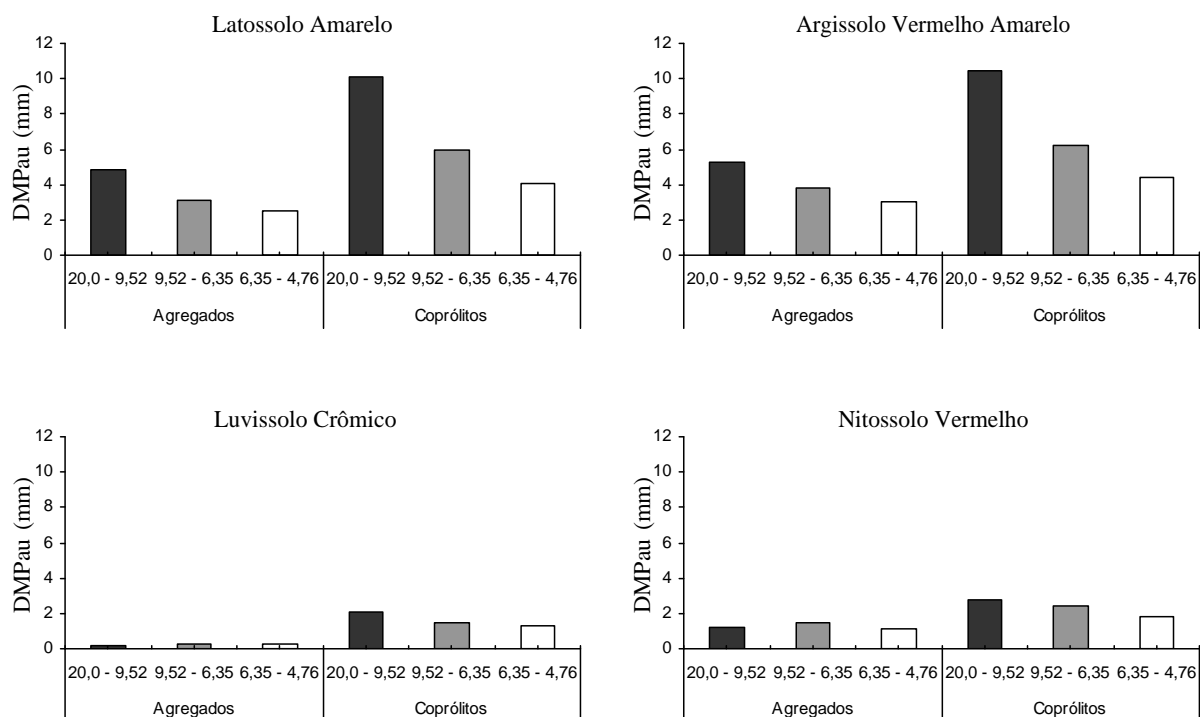 Latossolo Amarelo
DMPau (mm)
12
10
8
6
4
2
0
20,0 - 9,52 9,52 - 6,35 6,35 - 4,76 20,0 - 9,52 9,52 - 6,35 6,35 - 4,76
Agregados Coprólitos
Argissolo Vermelho Amarelo
DMPau (mm)
12
10
8
6
4
2
0
20,0 - 9,52 9,52 - 6,35 6,35 - 4,76 20,0 - 9,52 9,52 - 6,35 6,35 - 4,76
Agregados Coprólitos
Luvissolo Crômico
DMPau (mm)
12
10
8
6
4
2
0
20,0 - 9,52 9,52 - 6,35 6,35 - 4,76 20,0 - 9,52 9,52 - 6,35 6,35 - 4,76
Agregados Coprólitos
Nitossolo Vermelho
DMPau (mm)
12
10
8
6
4
2
0
20,0 - 9,52 9,52 - 6,35 6,35 - 4,76 20,0 - 9,52 9,52 - 6,35 6,35 - 4,76
Agregados Coprólitos